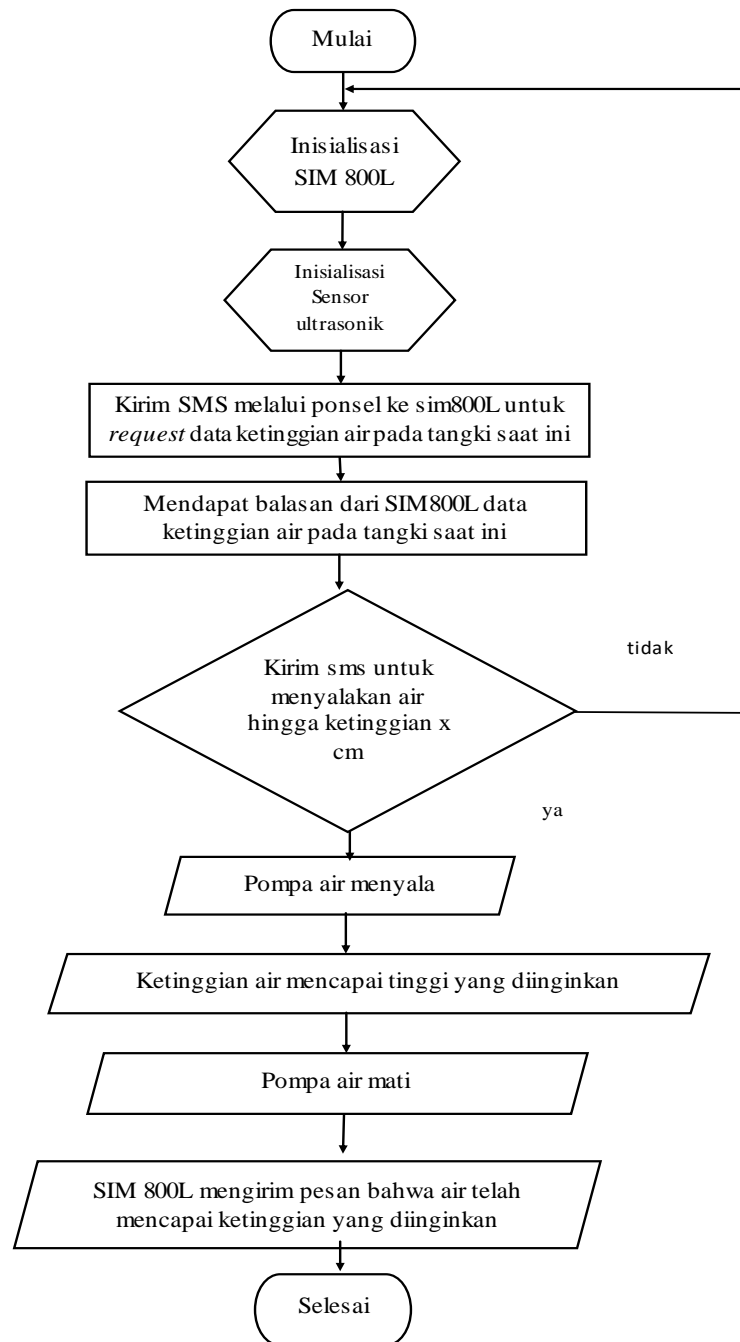 Mulai
Inisialisasi
SIM 800L
Inisialisasi
Sensor
ultrasonik
Kirim SMS melalui ponsel ke sim800L untuk
request data ketinggian air pada tangki saat ini
Mendapat balasan dari SIM800L data
ketinggian air pada tangki saat ini
Kirim sms untuk
menyalakan air
hingga ketinggian x
cm
tidak
ya
Pompa air menyala
Ketinggian air mencapai tinggi yang diinginkan
Pompa air mati
SIM 800L mengirim pesan bahwa air telah
mencapai ketinggian yang diinginkan
Selesai